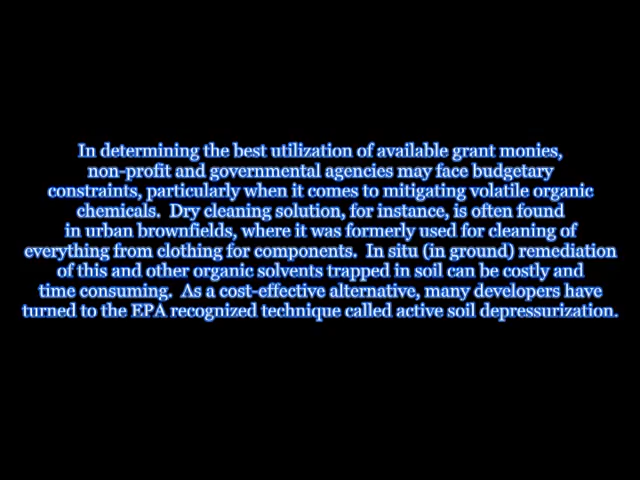 In determining the best utilization of available grant monies,
non-profit and governmental agencies may face budgetary
constraints, particularly when it comes to mitigating volatile organic
chemicals.  Dry cleaning solution, for instance, is often found
in urban brownfields, where it was formerly used for cleaning of
everything from clothing for components.  In situ (in ground) remediation
of this and other organic solvents trapped in soil can be costly and
time consuming.  As a cost-effective alternative, many developers have
turned to the EPA recognized technique called active soil depressurization.